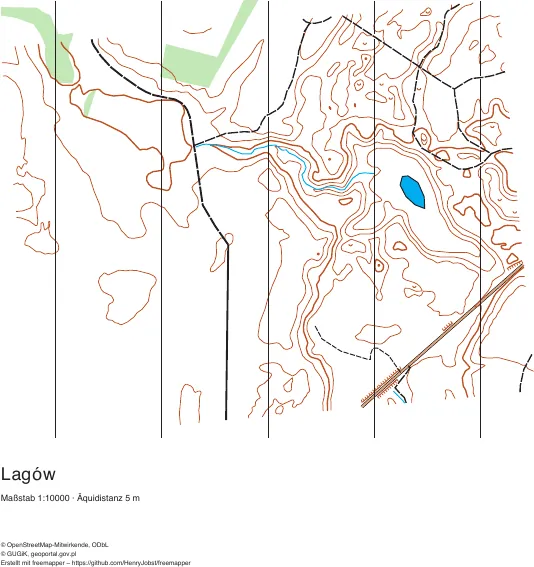 Lagów
Maßstab 1:10000 · Äquidistanz 5 m
© OpenStreetMap-Mitwirkende, ODbL
© GUGiK, geoportal.gov.pl
Erstellt mit freemapper – https://github.com/HenryJobst/freemapper